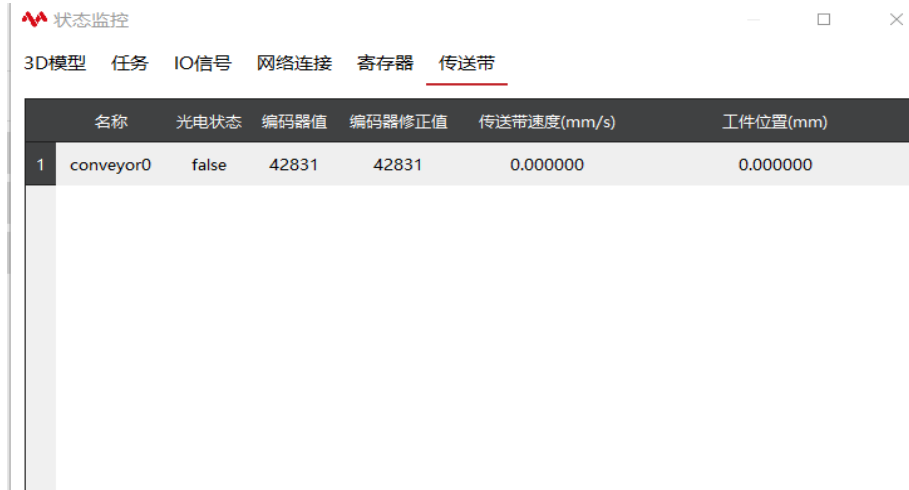 状态监控
3D模型 任务 IO信号 网络连接 寄存器 传送带
名称 光电状态 编码器值 编码器修正值 传送带速度(mm/s) 工件位置(mm)
1 conveyor0 false 42831 42831 0.000000 0.000000